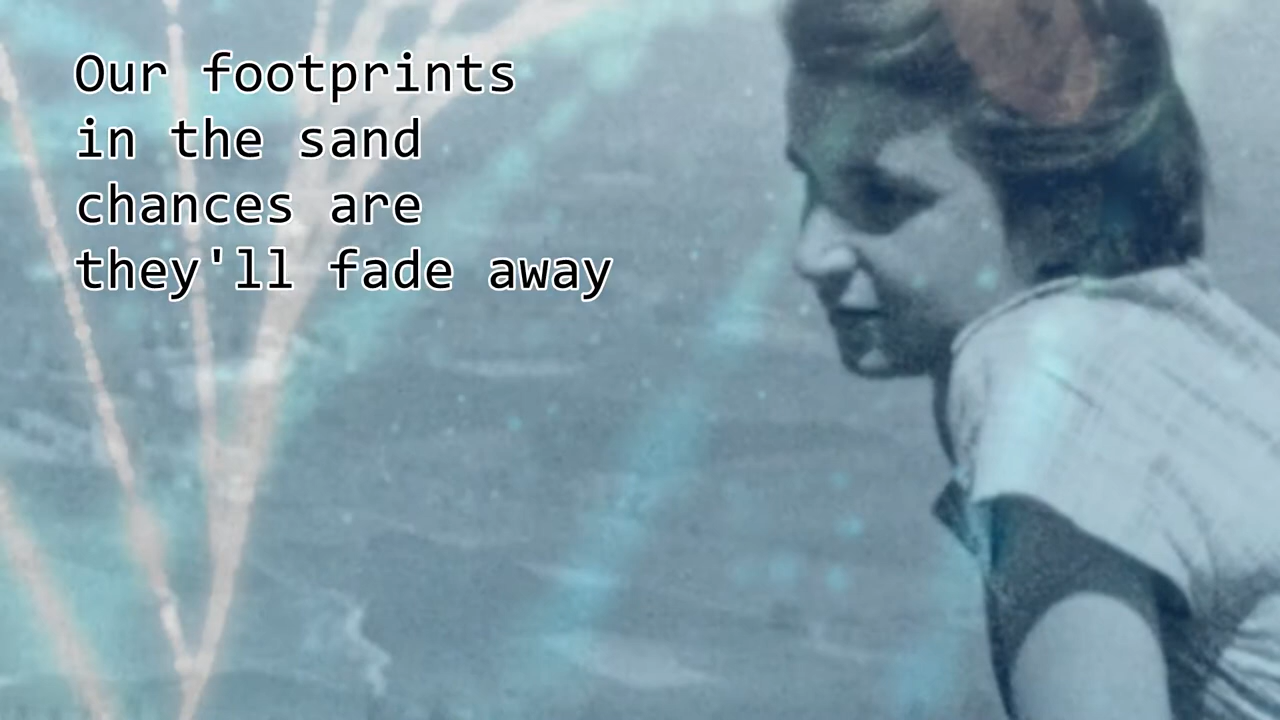 Our footprints
in the sand
chances are
they'll fade away